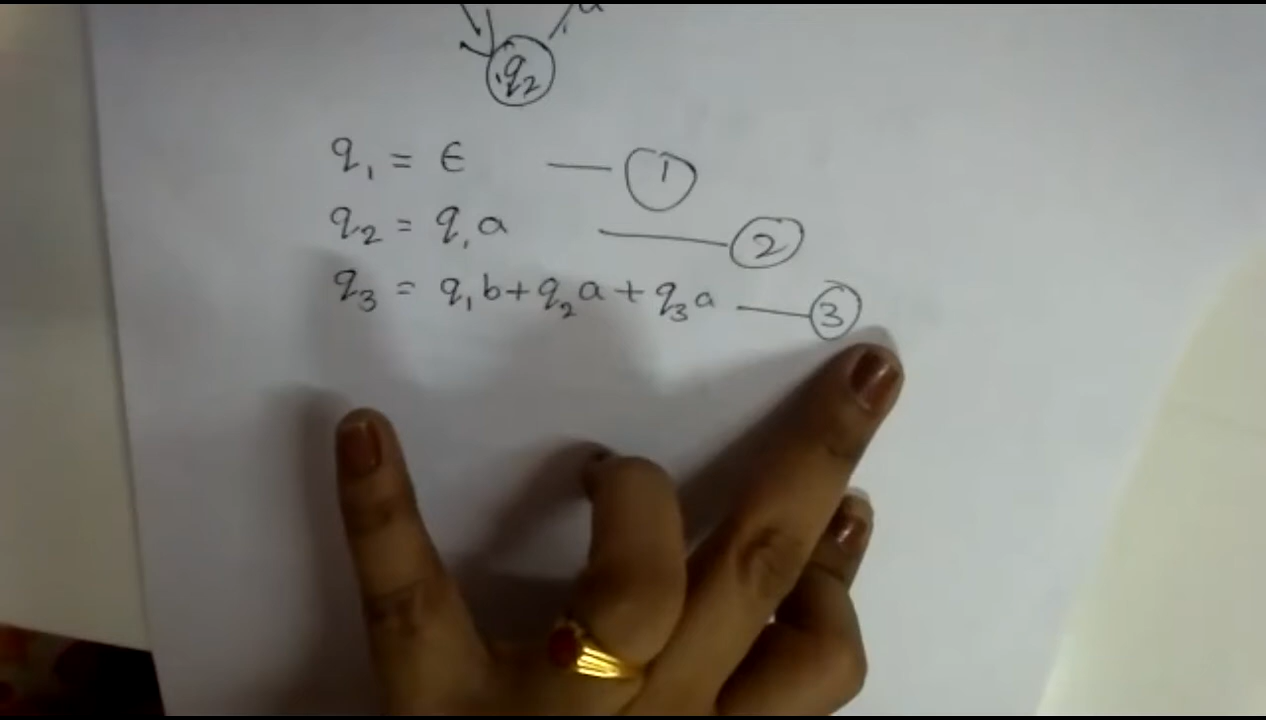 q₂
q₁ = ϵ — ①
q₂ = q₁a — ②
q₃ = q₁b + q₂a + q₃a — ③